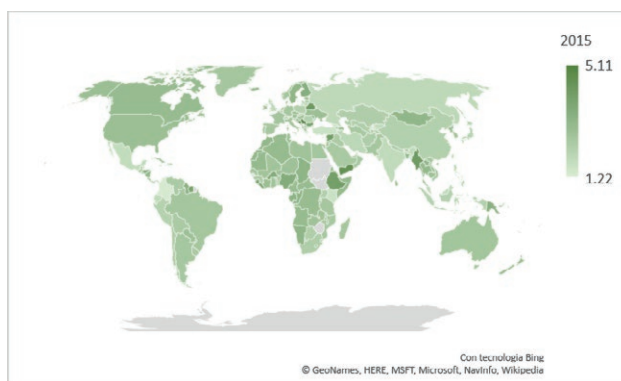 2015
5.11
1.22
Con tecnologia Bing
© GeoNames, HERE, MSFT, Microsoft, NavInfo, Wikipedia